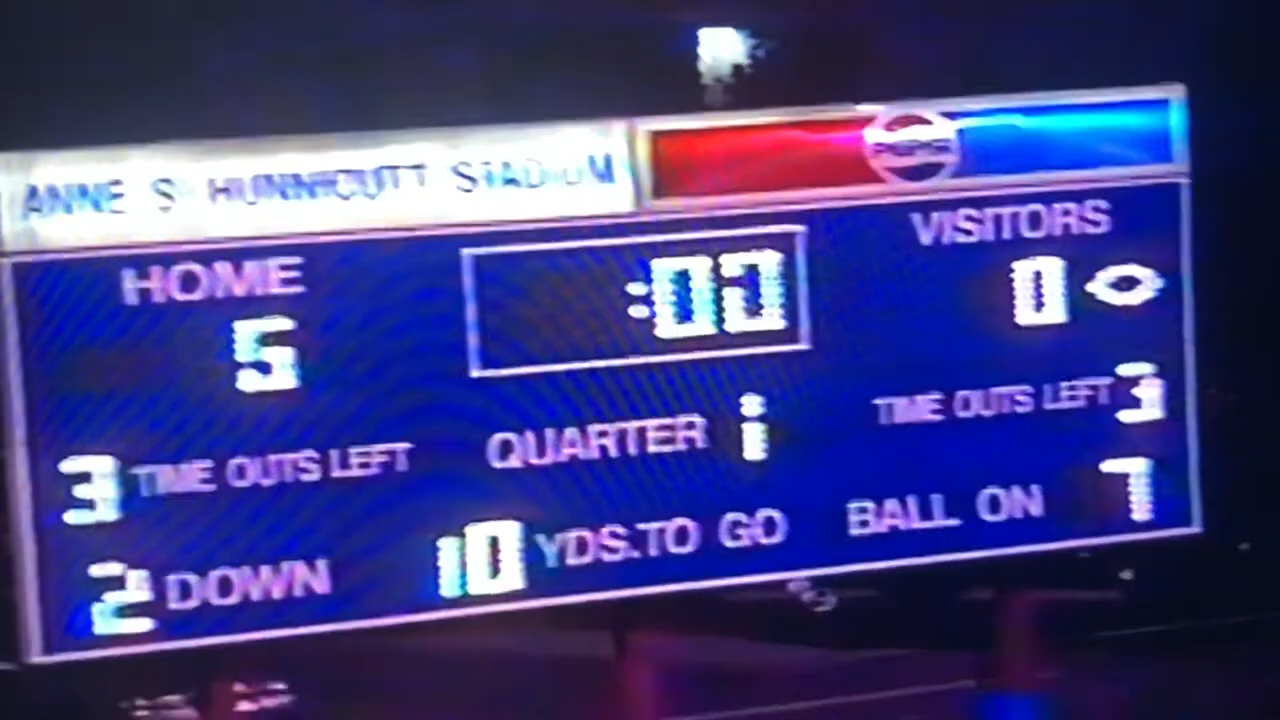 ANNE S HUNNICUTT STADIUM
PEPSI
HOME
VISITORS
5
:00
0
3 TIME OUTS LEFT
QUARTER 1
TIME OUTS LEFT 3
2 DOWN
10 YDS.TO GO
BALL ON 7